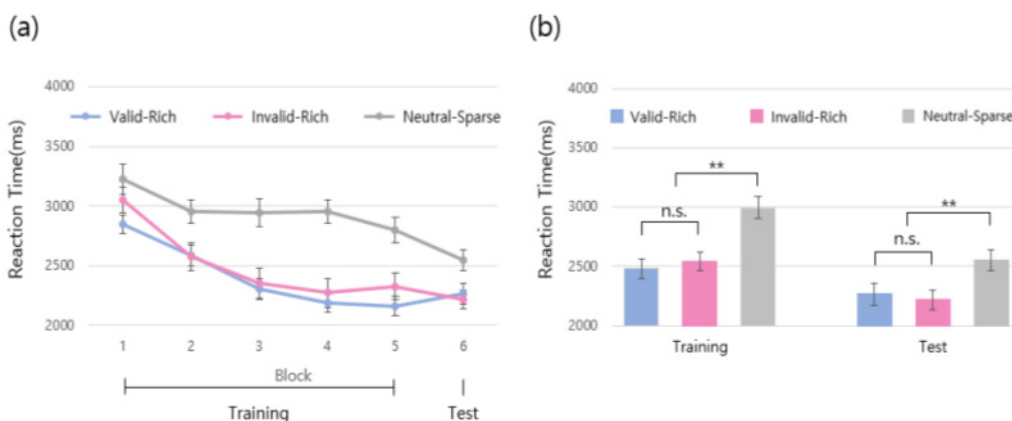 (a)
Reaction Time(ms)
4000
3500
3000
2500
2000
Valid-Rich Invalid-Rich Neutral-Sparse
1 2 3 4 5 6
Block
Training Test
(b)
Reaction Time(ms)
4000
3500
3000
2500
2000
Valid-Rich Invalid-Rich Neutral-Sparse
**
n.s.
**
n.s.
Training Test